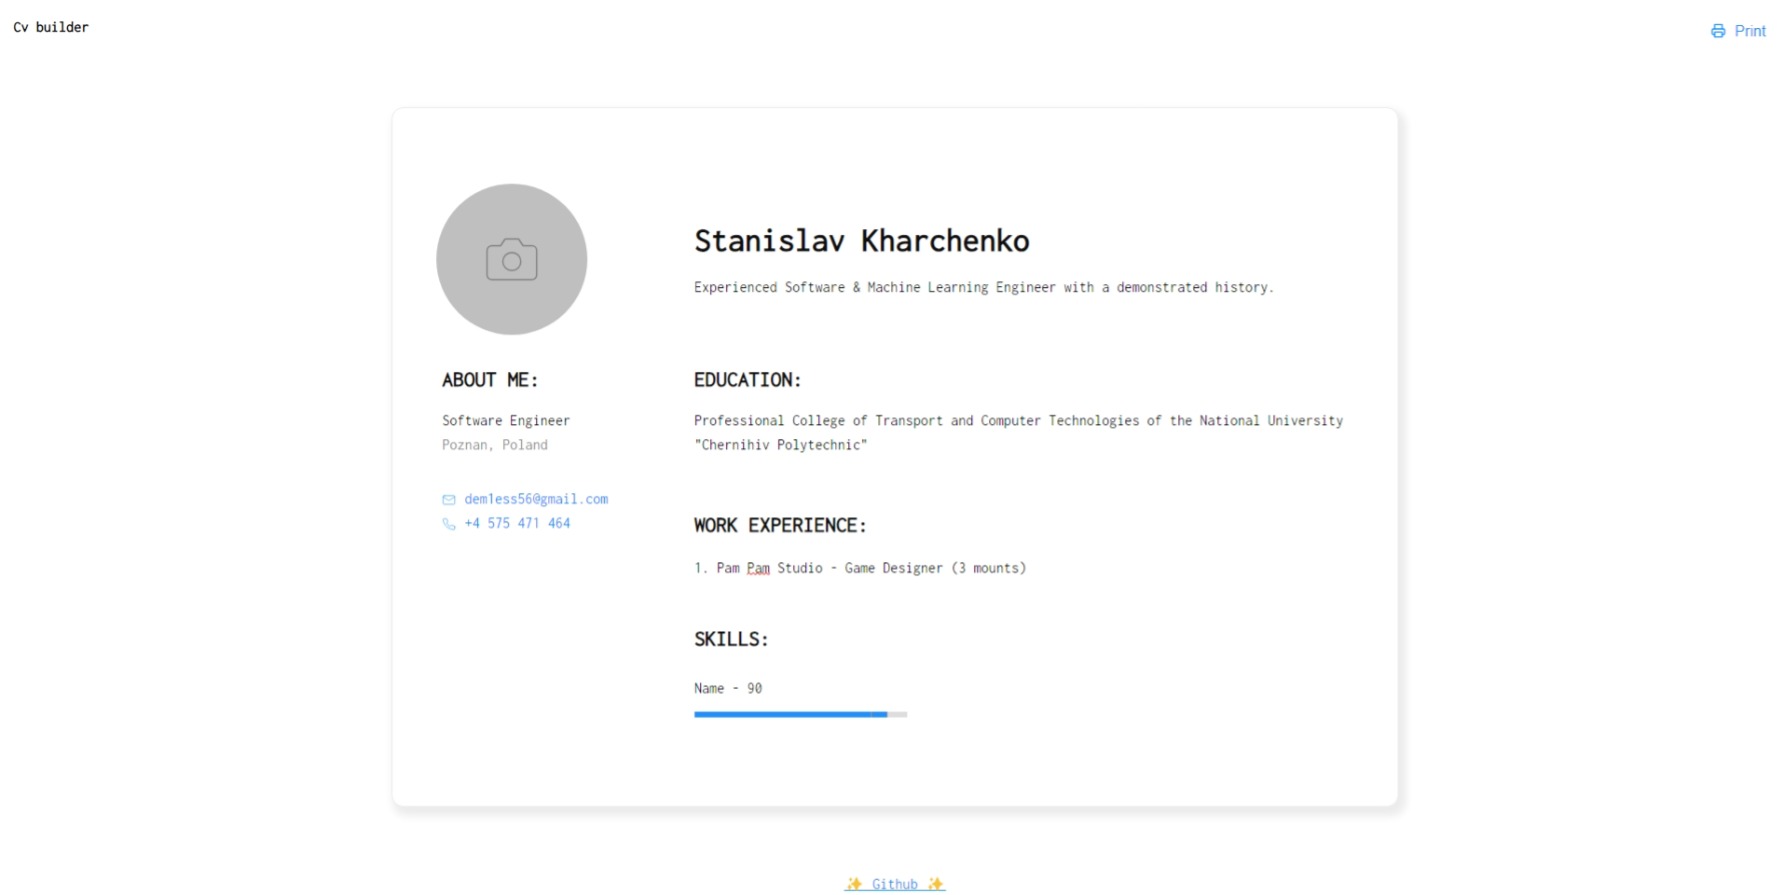 Cv builder
Print
Stanislav Kharchenko
Experienced Software & Machine Learning Engineer with a demonstrated history.
ABOUT ME:
Software Engineer
Poznan, Poland
dem1ess56@gmail.com
+4 575 471 464
EDUCATION:
Professional College of Transport and Computer Technologies of the National University
"Chernihiv Polytechnic"
WORK EXPERIENCE:
1. Pam Pam Studio - Game Designer (3 mounts)
SKILLS:
Name - 90
✨ Github ✨